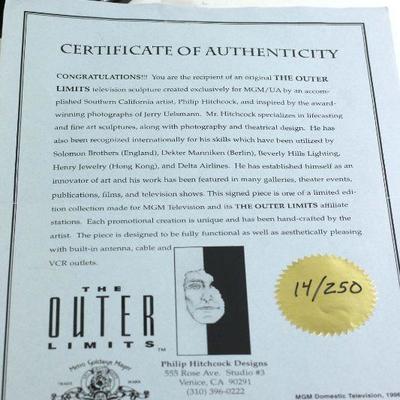 CERTIFICATE OF AUTHENTICITY
CONGRATULATIONS!!! You are the recipient of an original THE OUTER
LIMITS television sculpture created exclusively for MGM/UA by an accom-
plished Southern California artist, Philip Hitchcock, and inspired by the award-
winning photographs of Jerry Uelsmann. Mr. Hitchcock specializes in lifecasting
and fine art sculptures, along with photography and theatrical design. He has
also been recognized internationally for his skills which have been utilized by
Solomon Brothers (England), Dekter Manniken (Berlin), Beverly Hills Lighting,
Henry Jewelry (Hong Kong), and Delta Airlines. He has established himself as an
innovator of art and his work has been featured in many galleries, theater events,
publications, films, and television shows. This signed piece is one of a limited edi-
tion collection made for MGM Television and its THE OUTER LIMITS affiliate
stations. Each promotional creation is unique and has been hand-crafted by the
artist. The piece is designed to be fully functional as well as aesthetically pleasing
with built-in antenna, cable and
VCR outlets.
14/250
THE
OUTER
LIMITS
TM
Metro Goldwyn Mayer
TRADE MARK
Philip Hitchcock Designs
555 Rose Ave. Studio #3
Venice, CA 90291
(310) 396-0222
MGM Domestic Television, 1996